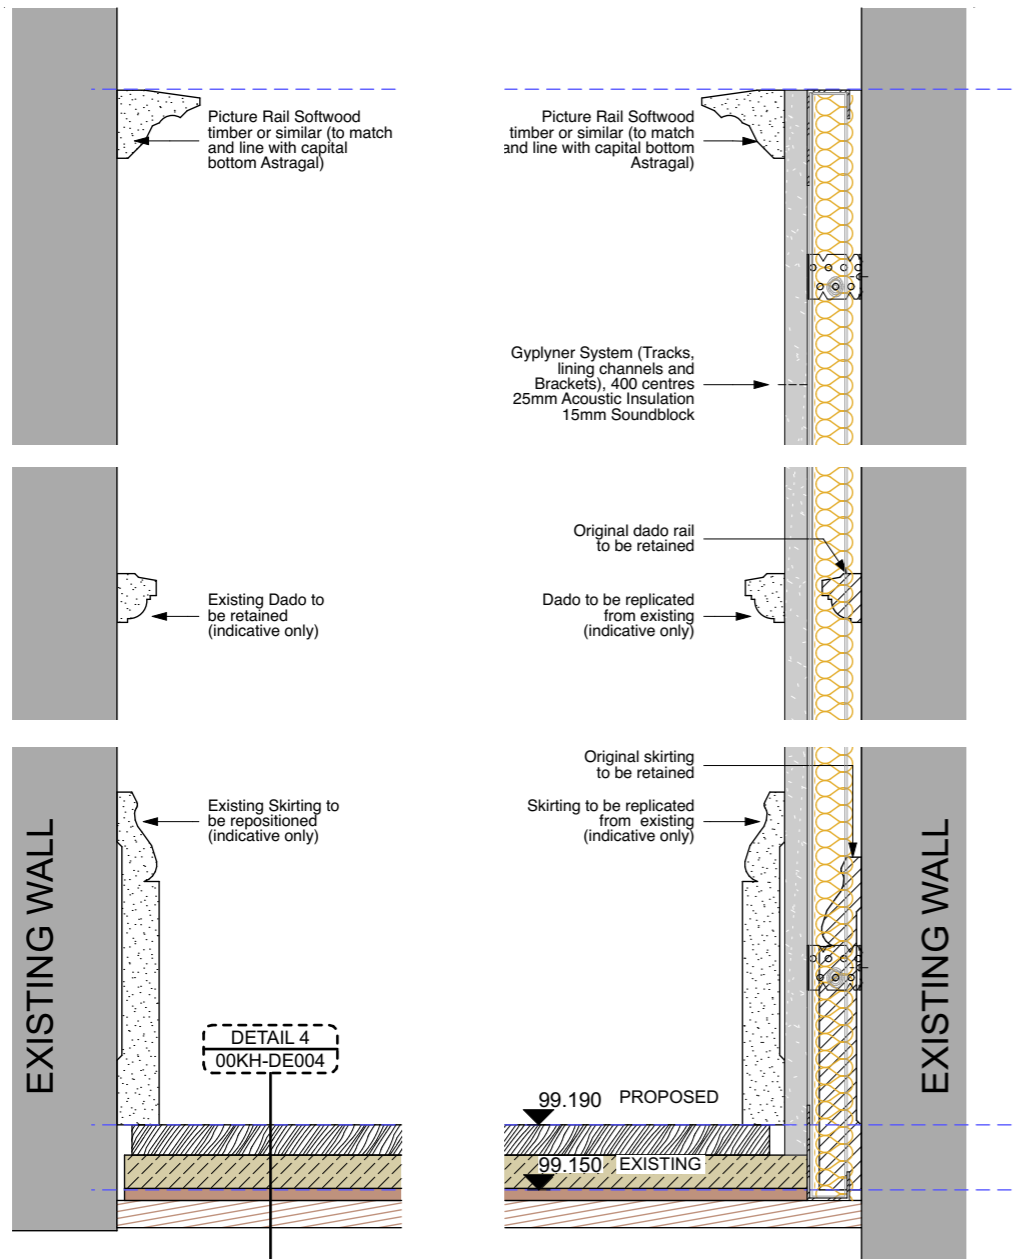 Picture Rail Softwood
timber or similar (to match
and line with capital
bottom Astragal)
Picture Rail Softwood
timber or similar (to match
and line with capital bottom
Astragal)
Gyplyner System (Tracks,
lining channels and
Brackets), 400 centres
25mm Acoustic Insulation
15mm Soundblock
Existing Dado to
be retained
(indicative only)
Original dado rail
to be retained
Dado to be replicated
from existing
(indicative only)
EXISTING WALL
Existing Skirting to
be repositioned
(indicative only)
Original skirting
to be retained
Skirting to be replicated
from existing
(indicative only)
EXISTING WALL
DETAIL 4
00KH-DE004
99.190 PROPOSED
99.150 EXISTING